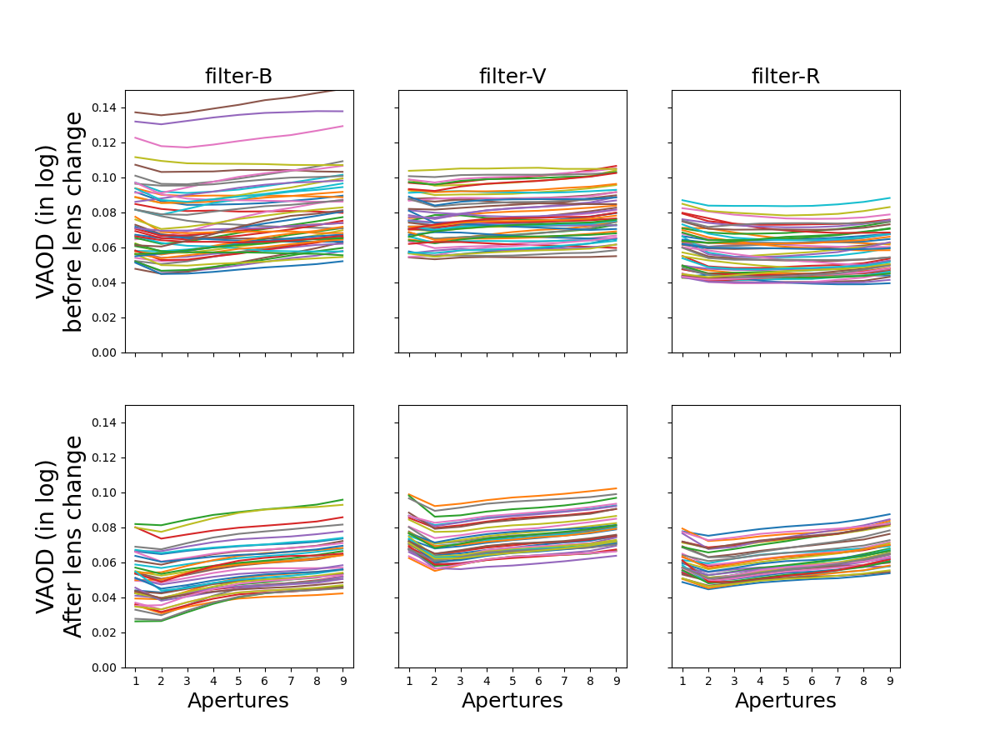 filter-B filter-V filter-R
VAOD (in log)
before lens change
0.14
0.12
0.10
0.08
0.06
0.04
0.02
0.00
VAOD (in log)
After lens change
0.14
0.12
0.10
0.08
0.06
0.04
0.02
0.00
1 2 3 4 5 6 7 8 9 1 2 3 4 5 6 7 8 9 1 2 3 4 5 6 7 8 9
Apertures Apertures Apertures